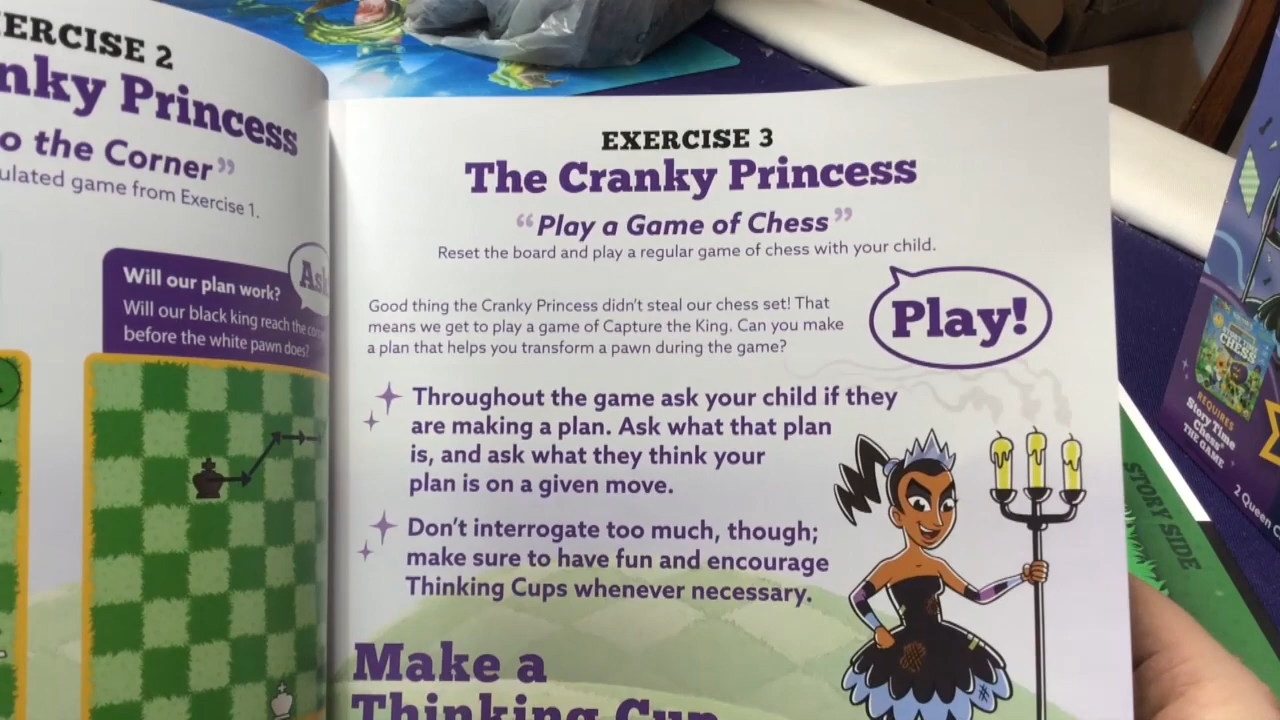 ERCISE 2
nky Princess
o the Corner”
ulated game from Exercise 1.
Will our plan work?
Will our black king reach the
before the white pawn does?
EXERCISE 3
The Cranky Princess
“Play a Game of Chess”
Reset the board and play a regular game of chess with your child.
Good thing the Cranky Princess didn’t steal our chess set! That
means we get to play a game of Capture the King. Can you make
a plan that helps you transform a pawn during the game?
Play!
Throughout the game ask your child if they
are making a plan. Ask what that plan
is, and ask what they think your
plan is on a given move.
Don’t interrogate too much, though;
make sure to have fun and encourage
Thinking Cups whenever necessary.
Make a
Thinking Cup
STORY TIME
CHESS
REQUIRES
Story Time
Chess
THE GAME
2 Queen C
STORY SIDE